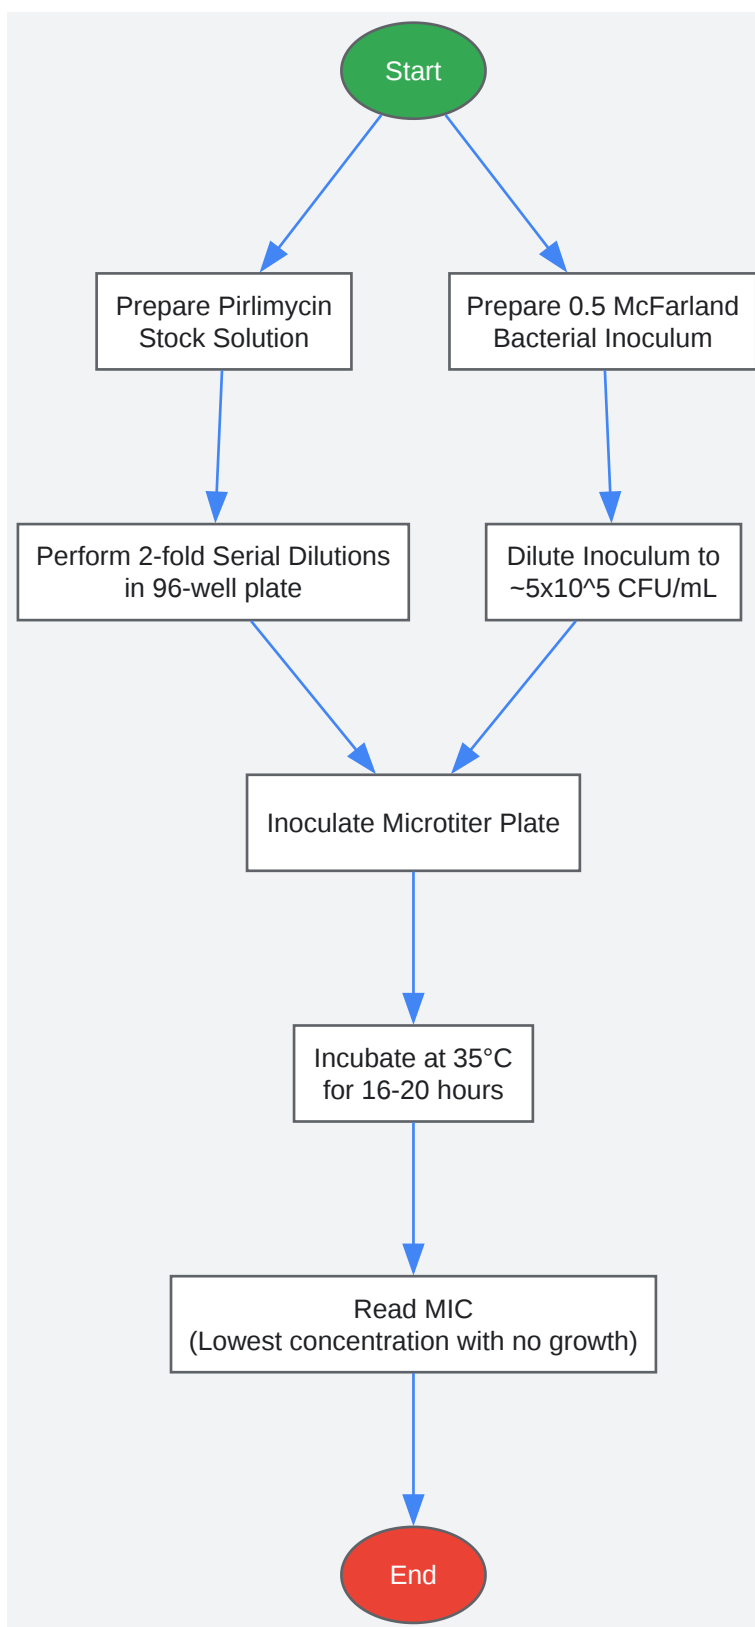 Start
Prepare Pirlimycin
Stock Solution
Prepare 0.5 McFarland
Bacterial Inoculum
Perform 2-fold Serial Dilutions
in 96-well plate
Dilute Inoculum to
~5x10^5 CFU/mL
Inoculate Microtiter Plate
Incubate at 35°C
for 16-20 hours
Read MIC
(Lowest concentration with no growth)
End